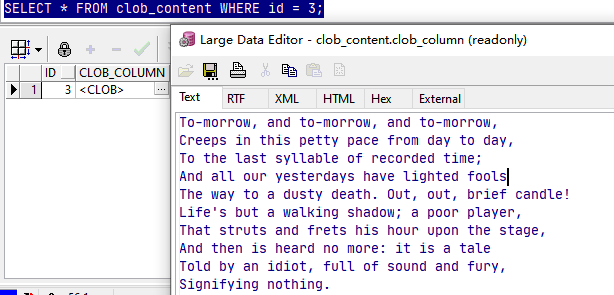 SELECT * FROM clob_content WHERE id = 3;
Large Data Editor - clob_content.clob_column (readonly)
ID CLOB_COLUMN
1 3 <CLOB> ...
Text RTF XML HTML Hex External
To-morrow, and to-morrow, and to-morrow,
Creeps in this petty pace from day to day,
To the last syllable of recorded time;
And all our yesterdays have lighted fools
The way to a dusty death. Out, out, brief candle!
Life's but a walking shadow; a poor player,
That struts and frets his hour upon the stage,
And then is heard no more: it is a tale
Told by an idiot, full of sound and fury,
Signifying nothing.